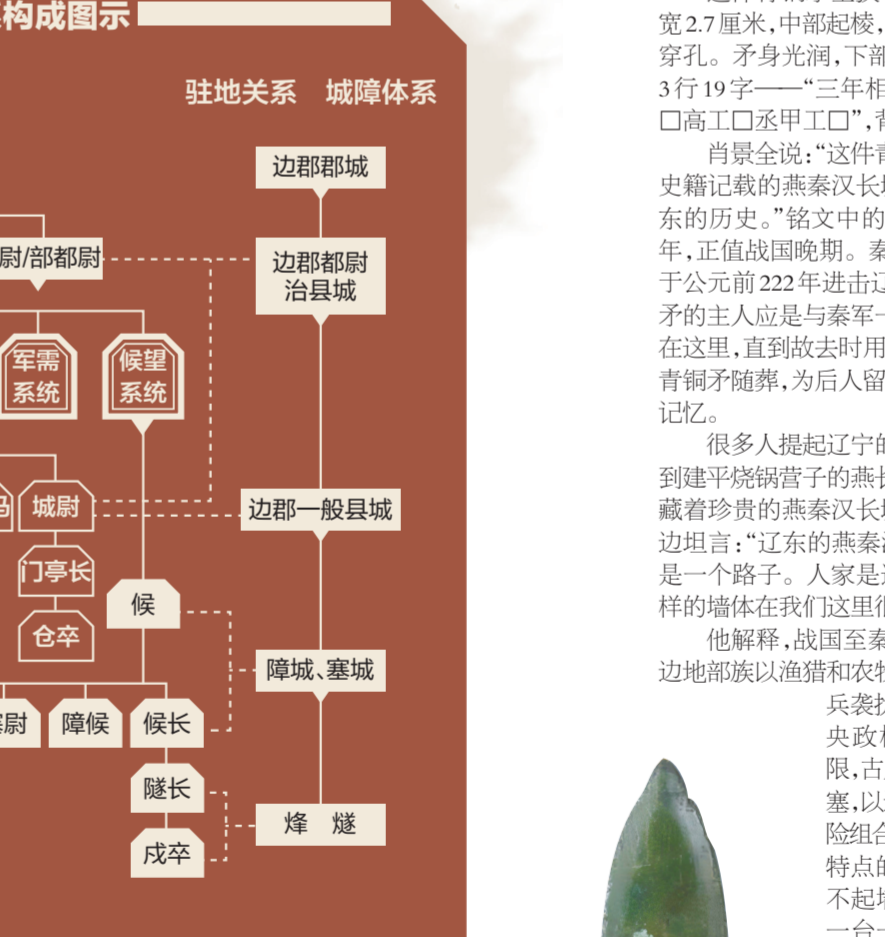 构成图示
驻地关系 城障体系
边郡郡城
尉/部都尉
边郡都尉
治县城
军需
系统
候望
系统
城尉
边郡一般县城
门亭长
候
仓卒
障城、塞城
尉
障候
候长
隧长
烽 燧
戍卒
宽2.7厘米,中部起棱,
穿孔。矛身光润,下部
3行19字——“三年相
□高工□丞甲工□”,背
肖景全说:“这件青
史籍记载的燕秦汉长城
东的历史。”铭文中的
年,正值战国晚期。秦
于公元前222年进击辽
矛的主人应是与秦军一
在这里,直到故去时用
青铜矛随葬,为后人留
记忆。
很多人提起辽宁的
到建平烧锅营子的燕长
藏着珍贵的燕秦汉长城
边坦言:“辽东的燕秦汉
是一个路子。人家是
样的墙体在我们这里很
他解释,战国至秦
边地部族以渔猎和农牧
兵袭扰
央政权
限,古
塞,以
险组合
特点的
不起墙
一台一